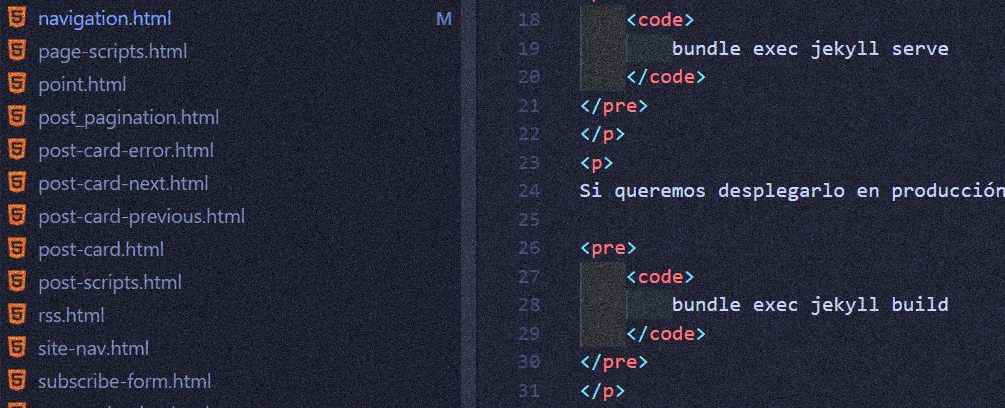 navigation.html M
page-scripts.html
point.html
post_pagination.html
post-card-error.html
post-card-next.html
post-card-previous.html
post-card.html
post-scripts.html
rss.html
site-nav.html
subscribe-form.html
18 <code>
19 bundle exec jekyll serve
20 </code>
21 </pre>
22 </p>
23 <p>
24 Si queremos desplegarlo en producción
25
26 <pre>
27 <code>
28 bundle exec jekyll build
29 </code>
30 </pre>
31 </p>